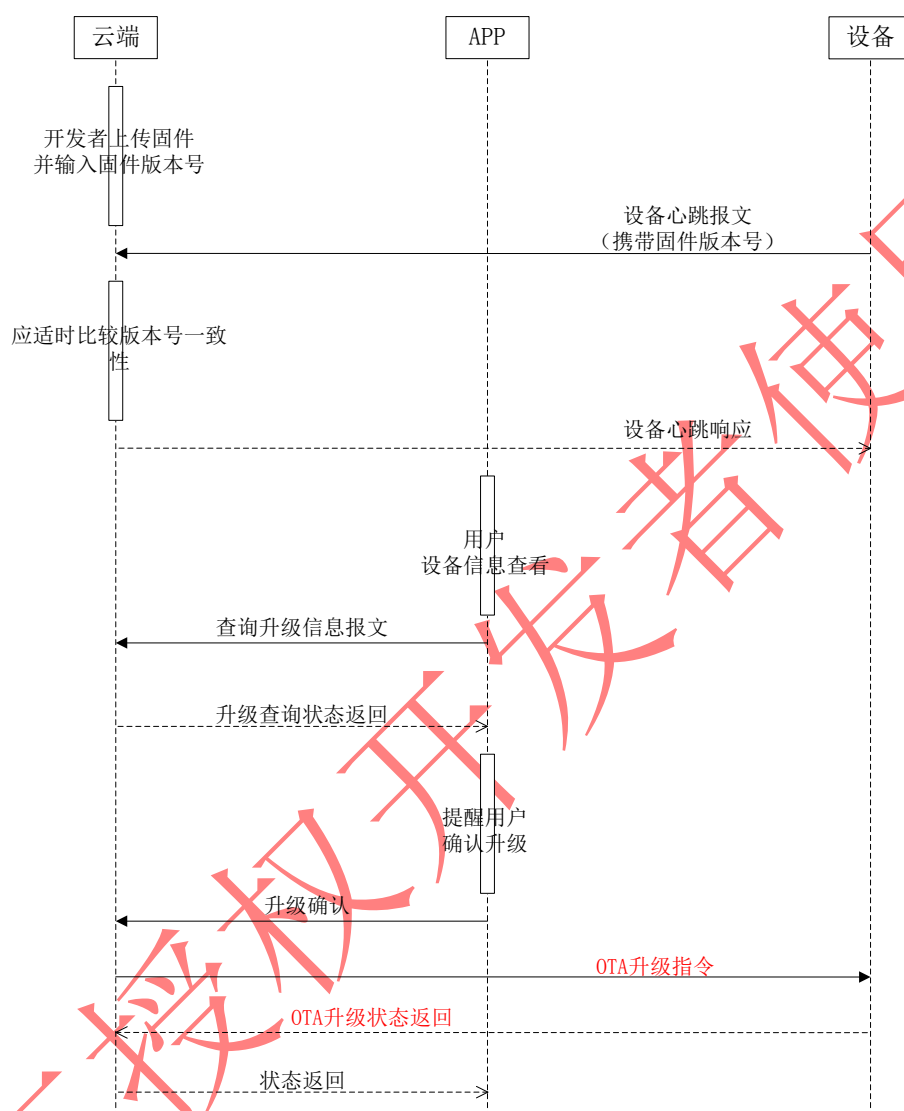 云端
APP
设备
开发者上传固件
并输入固件版本号
设备心跳报文
（携带固件版本号）
应适时比较版本号一致
性
设备心跳响应
用户
设备信息查看
查询升级信息报文
升级查询状态返回
提醒用户
确认升级
升级确认
OTA升级指令
OTA升级状态返回
状态返回
授权开发者使